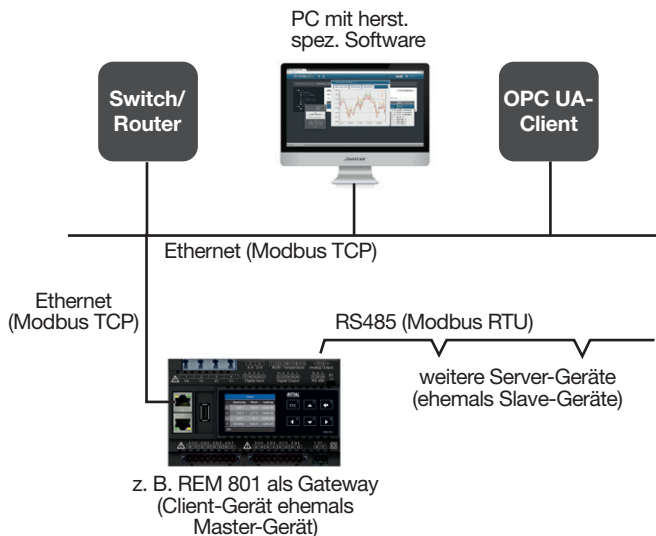 PC mit herst.
spez. Software
Switch/
Router
OPC UA-
Client
Ethernet (Modbus TCP)
Ethernet
(Modbus TCP)
RS485 (Modbus RTU)
weitere Server-Geräte
(ehemals Slave-Geräte)
z. B. REM 801 als Gateway
(Client-Gerät ehemals
Master-Gerät)